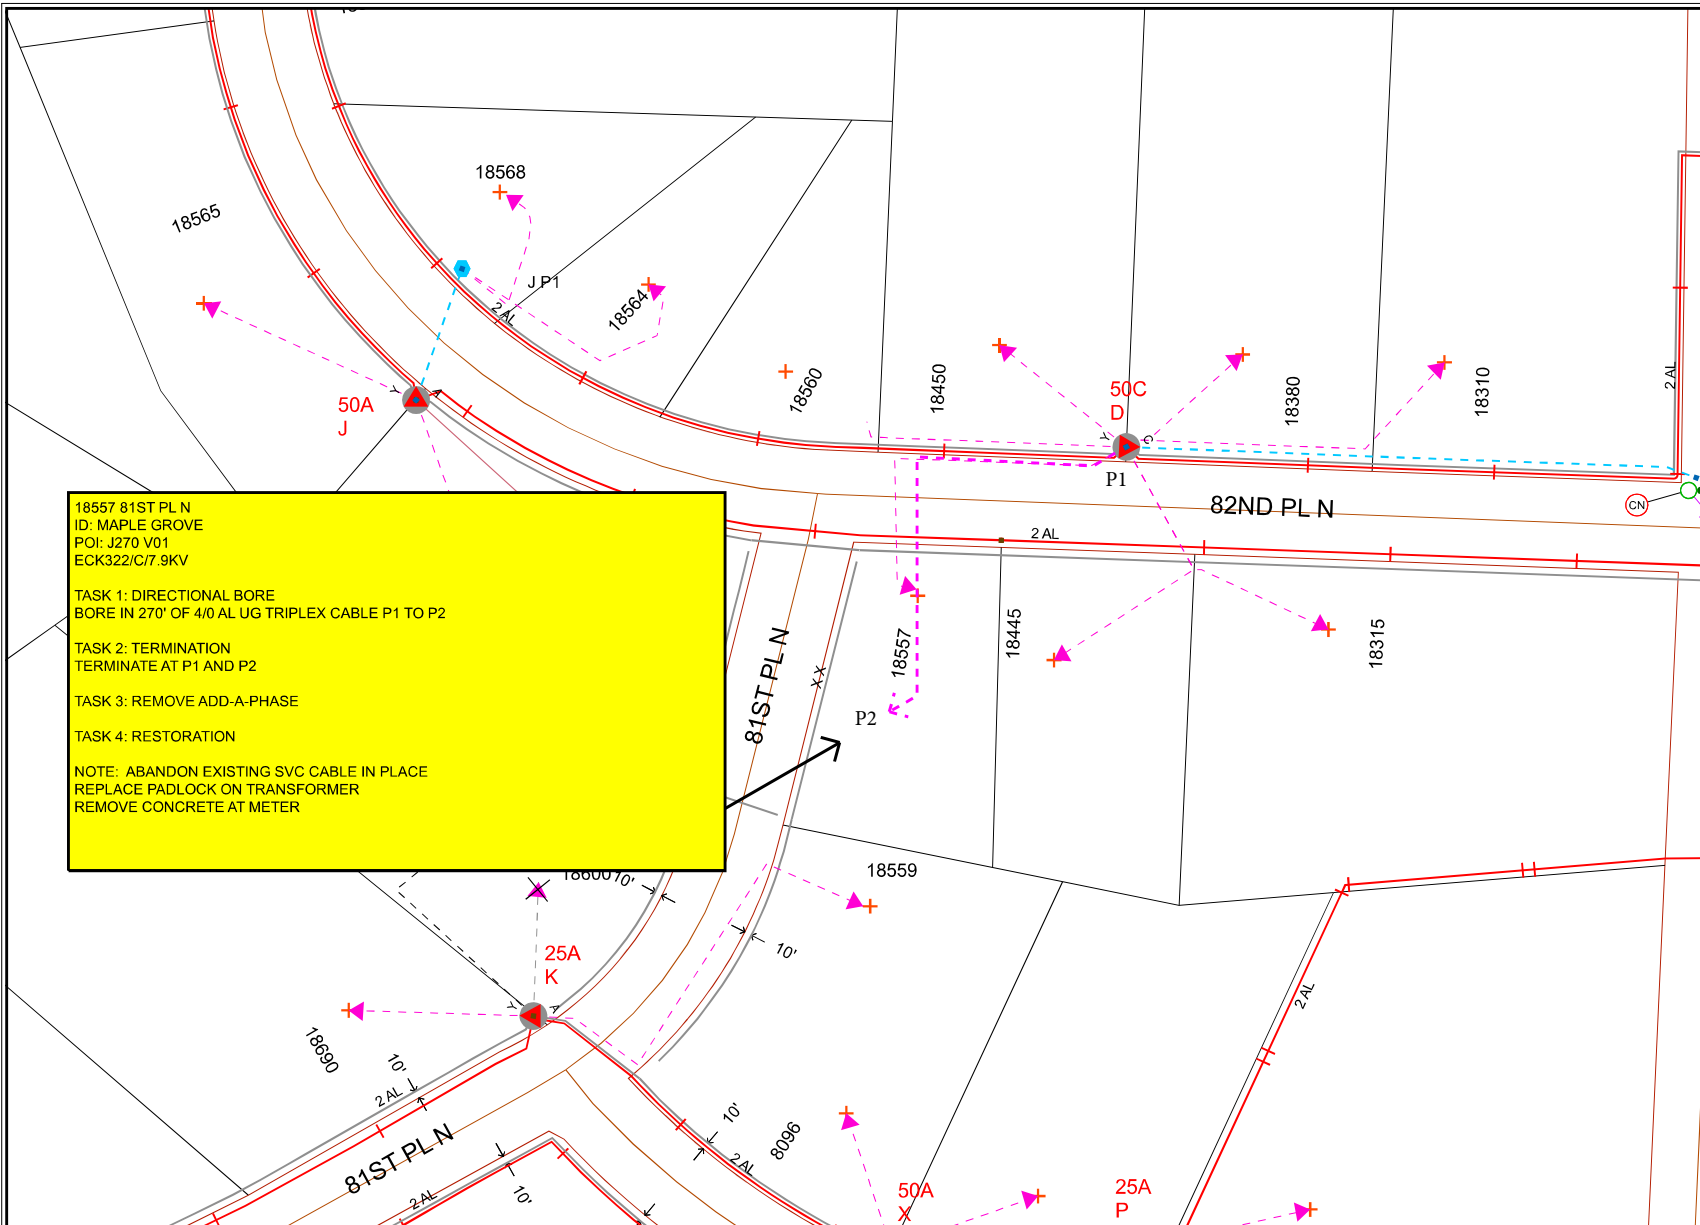 18568
18565
J P1
2 AL
18564
18560
18450
50C
D
18380
18310
2 AL
50A
J
Y
A
Y
C
P1
82ND PL N
CN
2 AL
18557 81ST PL N
ID: MAPLE GROVE
POI: J270 V01
ECK322/C/7.9KV
TASK 1: DIRECTIONAL BORE
BORE IN 270' OF 4/0 AL UG TRIPLEX CABLE P1 TO P2
TASK 2: TERMINATION
TERMINATE AT P1 AND P2
TASK 3: REMOVE ADD-A-PHASE
TASK 4: RESTORATION
NOTE: ABANDON EXISTING SVC CABLE IN PLACE
REPLACE PADLOCK ON TRANSFORMER
REMOVE CONCRETE AT METER
81ST PL N
X X
18557
18445
18315
P2
18559
18600
10'
10'
25A
K
Y
A
18690
10'
2 AL
2 AL
81ST PL N
2 AL
10'
10'
2 AL
8096
50A
X
25A
P